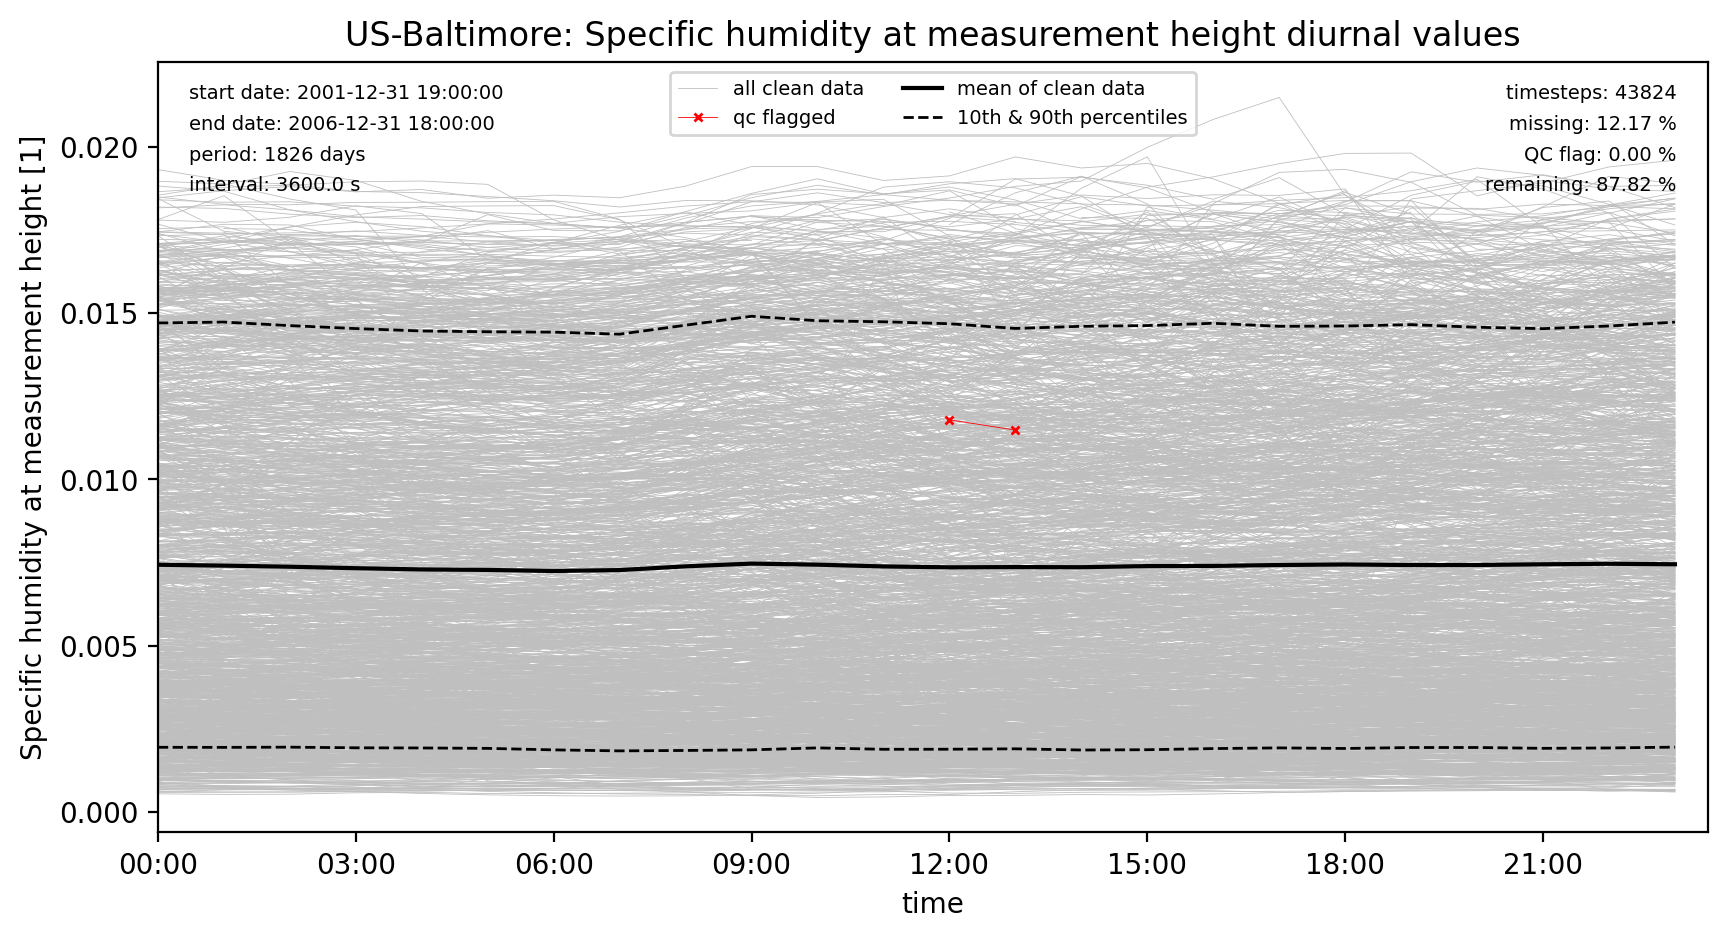 US-Baltimore: Specific humidity at measurement height diurnal values
start date: 2001-12-31 19:00:00
end date: 2006-12-31 18:00:00
period: 1826 days
interval: 3600.0 s
all clean data
qc flagged
mean of clean data
10th & 90th percentiles
timesteps: 43824
missing: 12.17 %
QC flag: 0.00 %
remaining: 87.82 %
Specific humidity at measurement height [1]
0.020
0.015
0.010
0.005
0.000
00:00 03:00 06:00 09:00 12:00 15:00 18:00 21:00
time